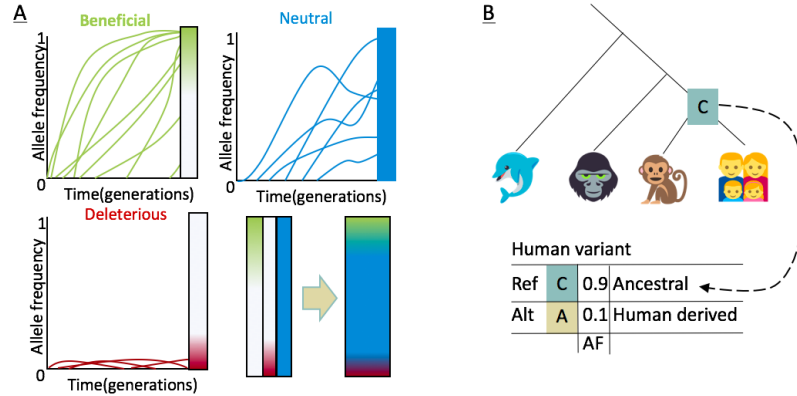 A
Beneficial
Neutral
1
Allele frequency
0
Time(generations)
1
Allele frequency
0
Time(generations)
Deleterious
1
Allele frequency
0
Time(generations)
B
C
Human variant
Ref C 0.9 Ancestral
Alt A 0.1 Human derived
AF